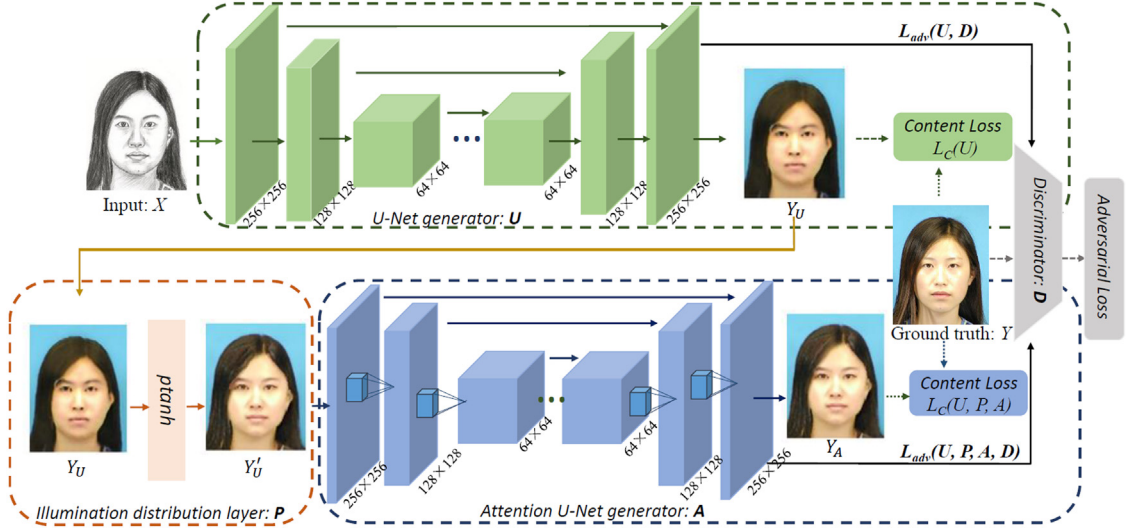 L_adv(U, D)
Content Loss
L_C(U)
Input: X
256×256
128×128
64×64
64×64
128×128
256×256
U-Net generator: U
Y_U
Discriminator: D
Adversarial Loss
Ground truth: Y
ptanh
Y_U
Y′_U
Illumination distribution layer: P
256×256
128×128
64×64
64×64
128×128
256×256
Y_A
Content Loss
L_C(U, P, A)
L_adv(U, P, A, D)
Attention U-Net generator: A